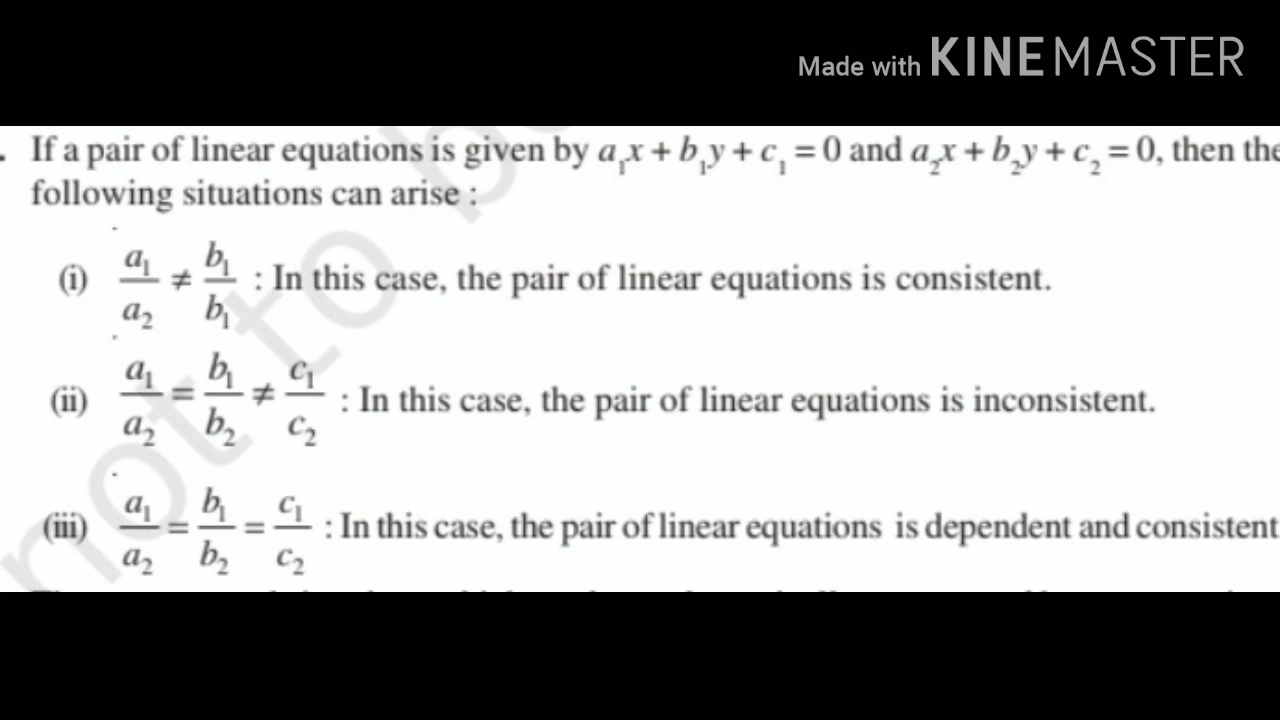 Made with KINEMASTER
If a pair of linear equations is given by a₁x + b₁y + c₁ = 0 and a₂x + b₂y + c₂ = 0, then the
following situations can arise :
(i) a₁/a₂ ≠ b₁/b₁ : In this case, the pair of linear equations is consistent.
(ii) a₁/a₂ = b₁/b₂ ≠ c₁/c₂ : In this case, the pair of linear equations is inconsistent.
(iii) a₁/a₂ = b₁/b₂ = c₁/c₂ : In this case, the pair of linear equations is dependent and consistent
not to b